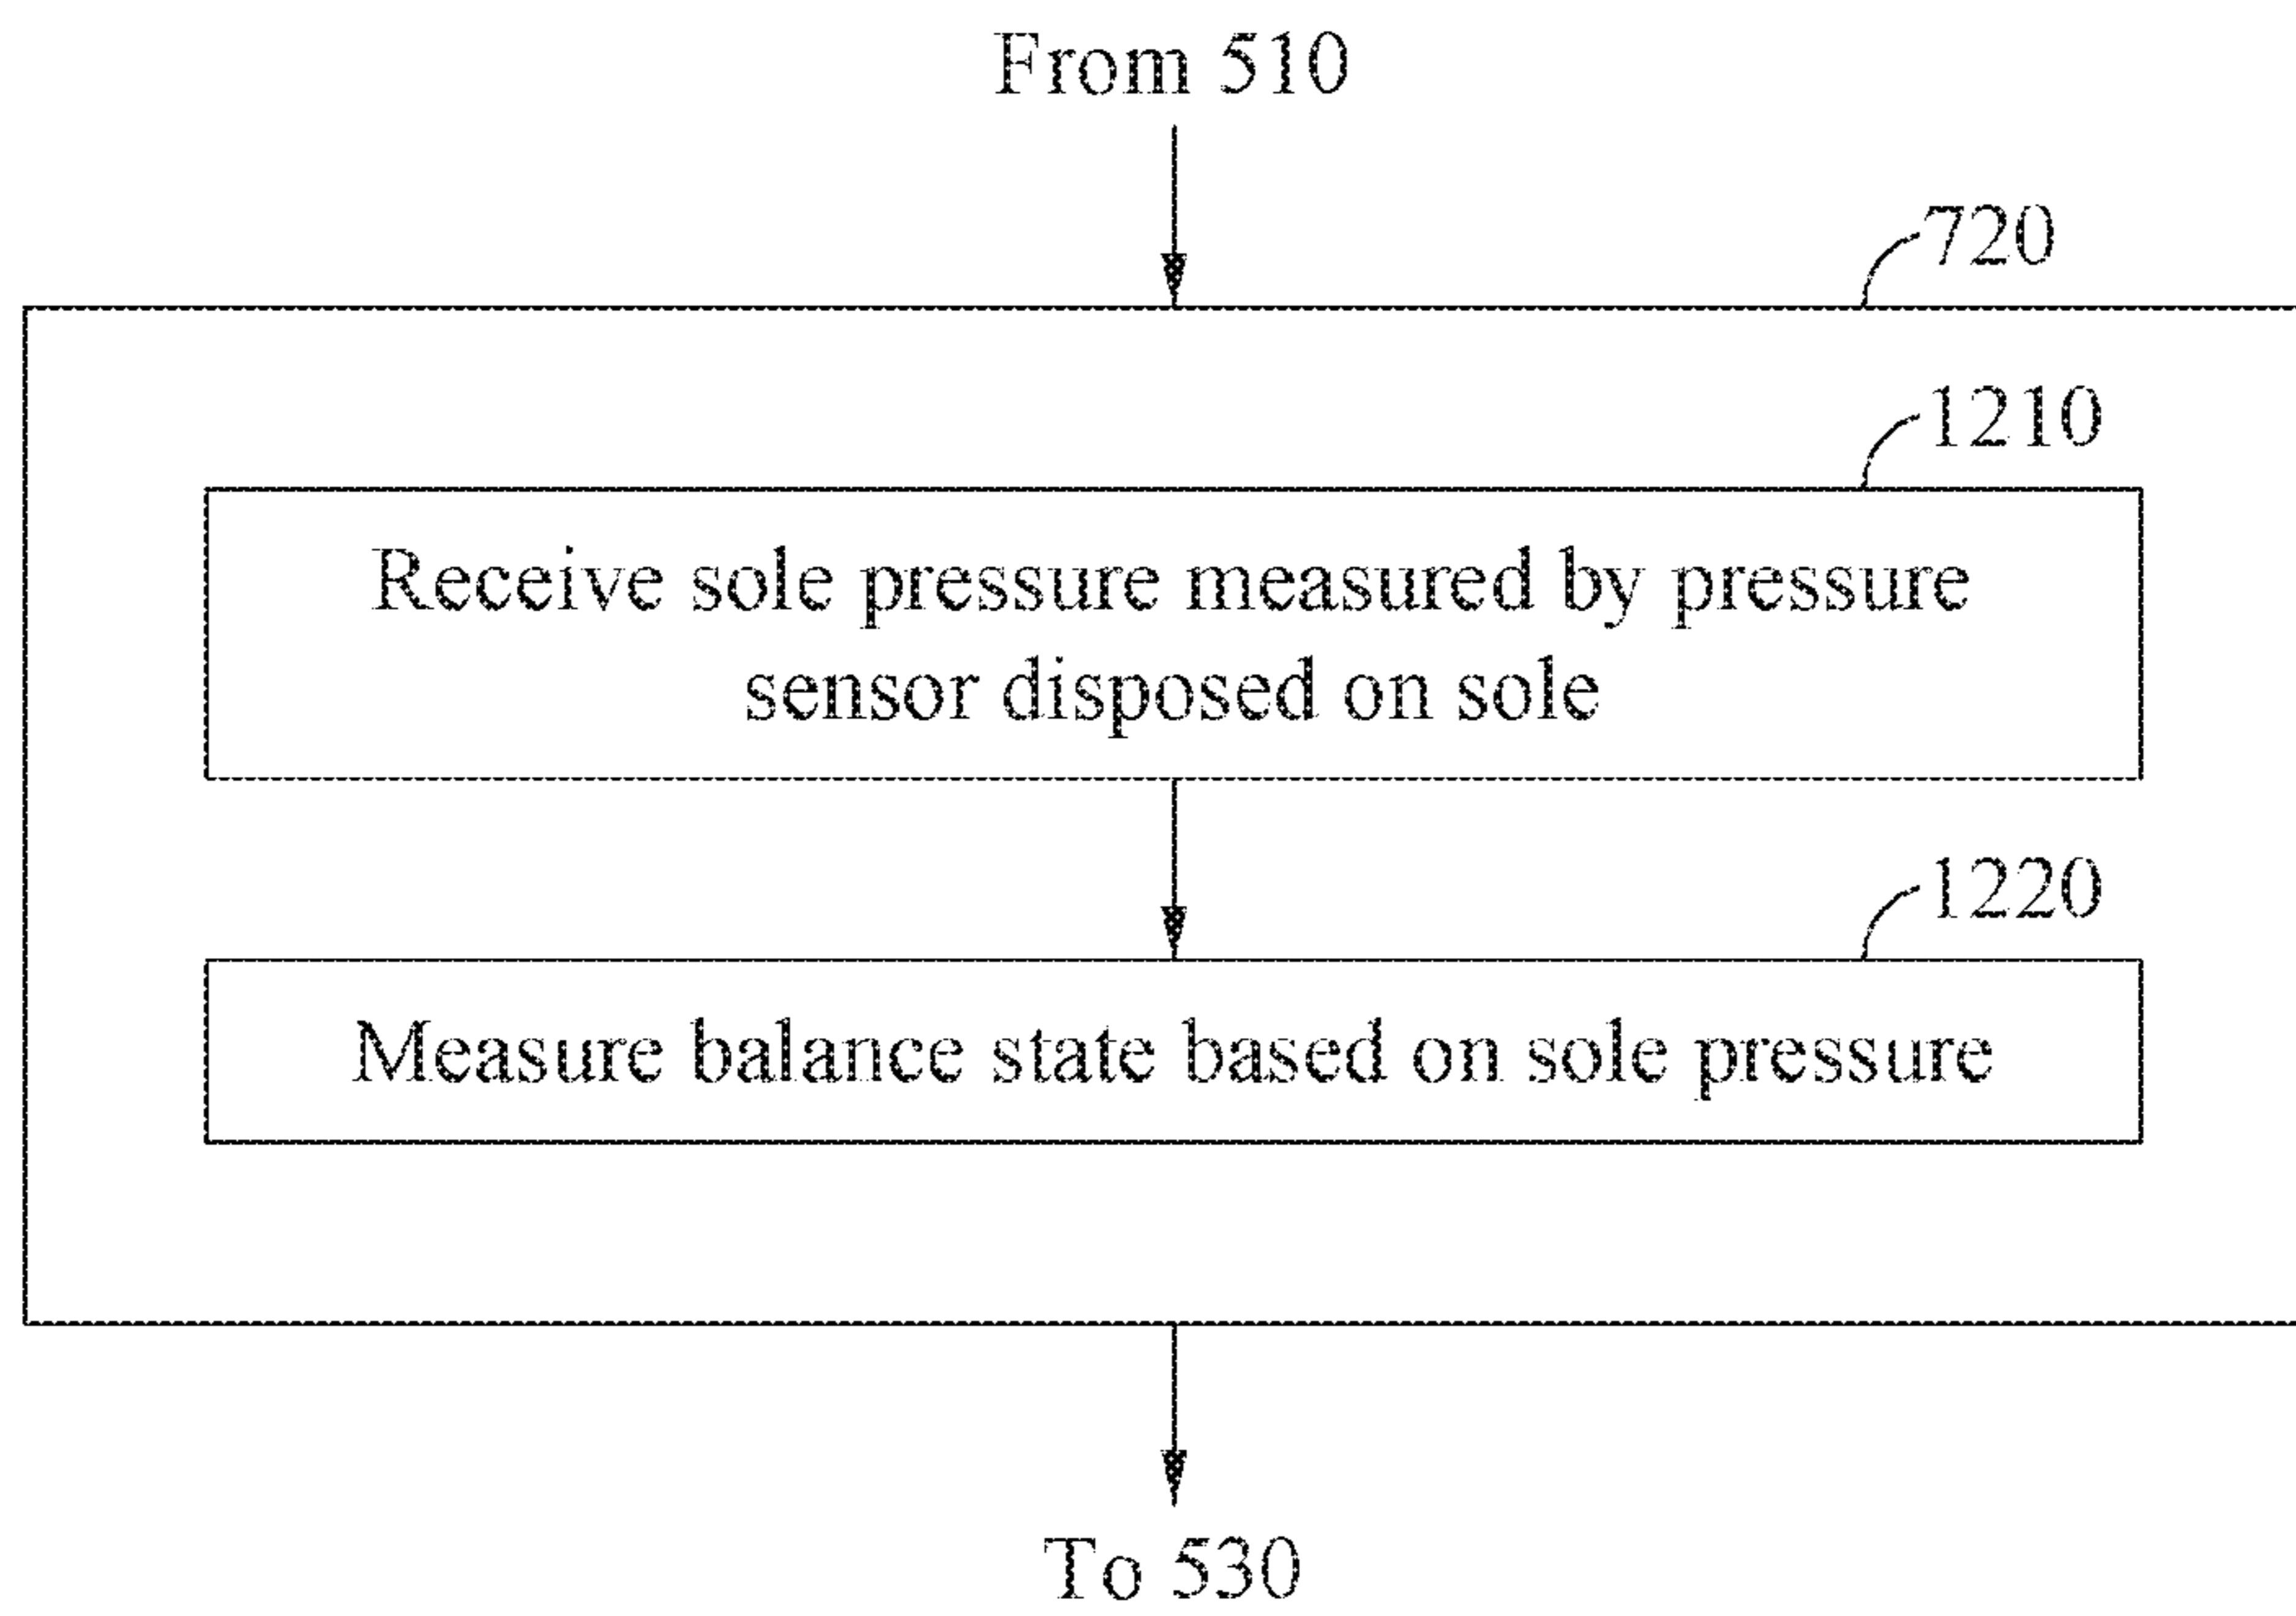 From 510
720
1210
Receive sole pressure measured by pressure
sensor disposed on sole
1220
Measure balance state based on sole pressure
To 530